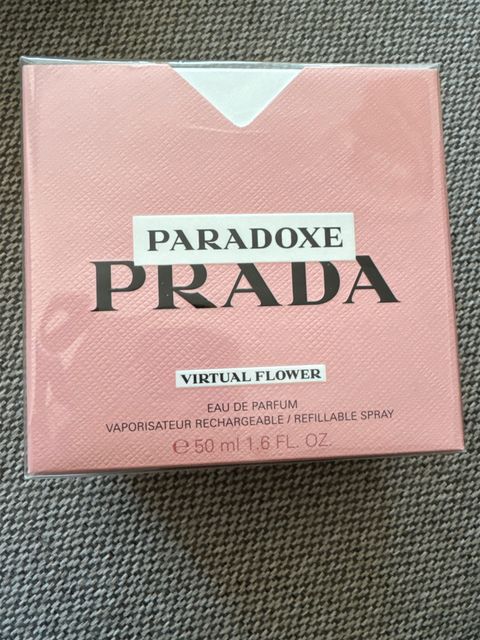 PARADOXE
PRADA
VIRTUAL FLOWER
EAU DE PARFUM
VAPORISATEUR RECHARGEABLE / REFILLABLE SPRAY
℮ 50 ml 1.6 FL. OZ.